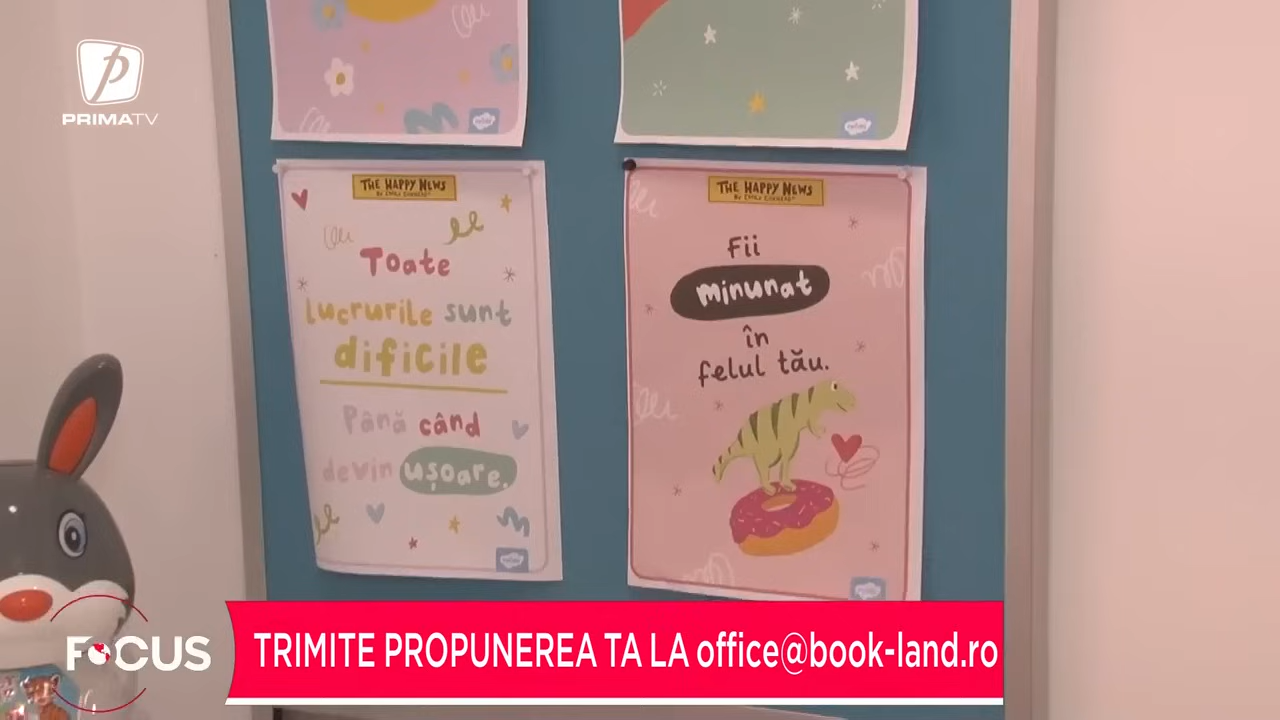 PRIMATV
THE HAPPY NEWS
Toate
lucrurile sunt
dificile
Până când
devin ușoare.
THE HAPPY NEWS
Fii
minunat
în
felul tău.
FOCUS
TRIMITE PROPUNEREA TA LA office@book-land.ro